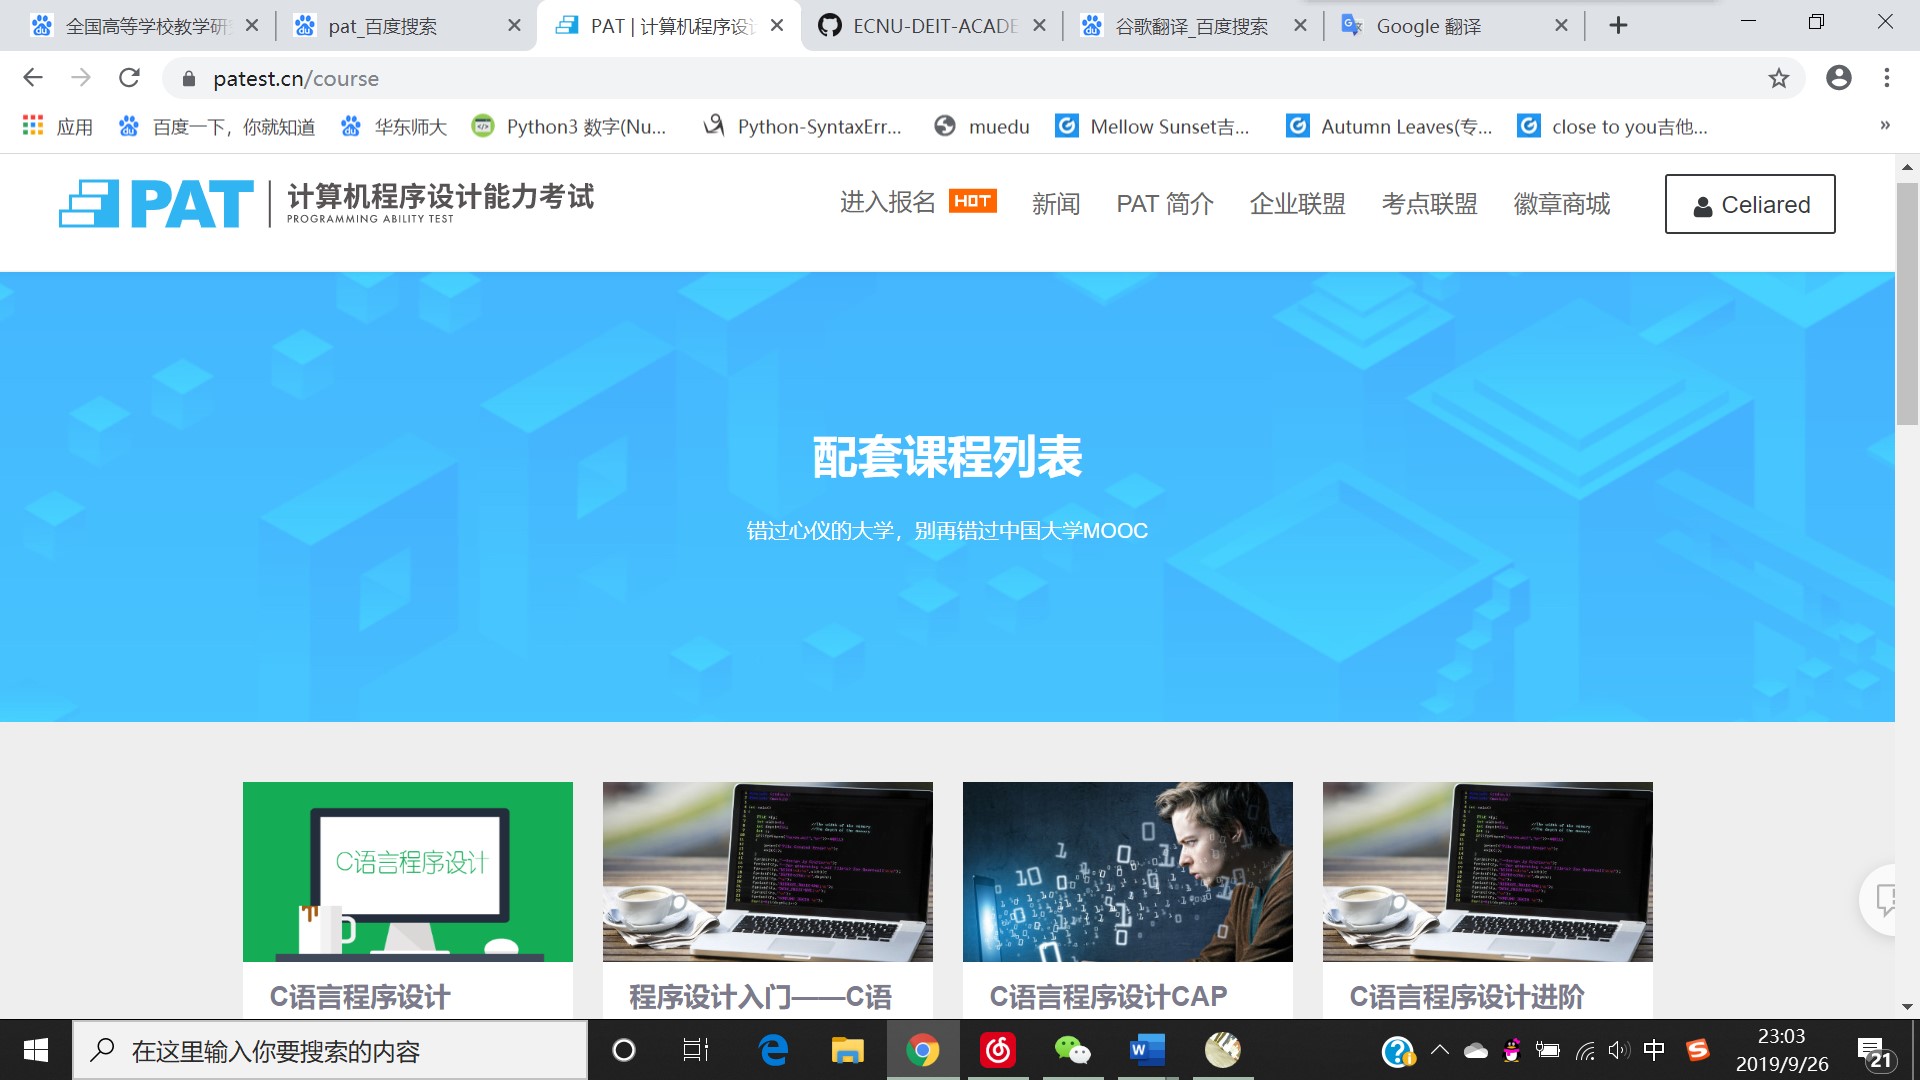 全国高等学校教学研
pat_百度搜索
PAT | 计算机程序设计
ECNU-DEIT-ACADE
谷歌翻译_百度搜索
Google 翻译
patest.cn/course
应用
百度一下，你就知道
华东师大
Python3 数字(Nu...
Python-SyntaxErr...
muedu
Mellow Sunset吉...
Autumn Leaves(专...
close to you吉他...
»
PAT
计算机程序设计能力考试
PROGRAMMING ABILITY TEST
进入报名
HOT
新闻
PAT 简介
企业联盟
考点联盟
徽章商城
Celiared
配套课程列表
错过心仪的大学，别再错过中国大学MOOC
C语言程序设计
C语言程序设计
程序设计入门——C语
C语言程序设计CAP
C语言程序设计进阶
在这里输入你要搜索的内容
中
23:03
2019/9/26
21